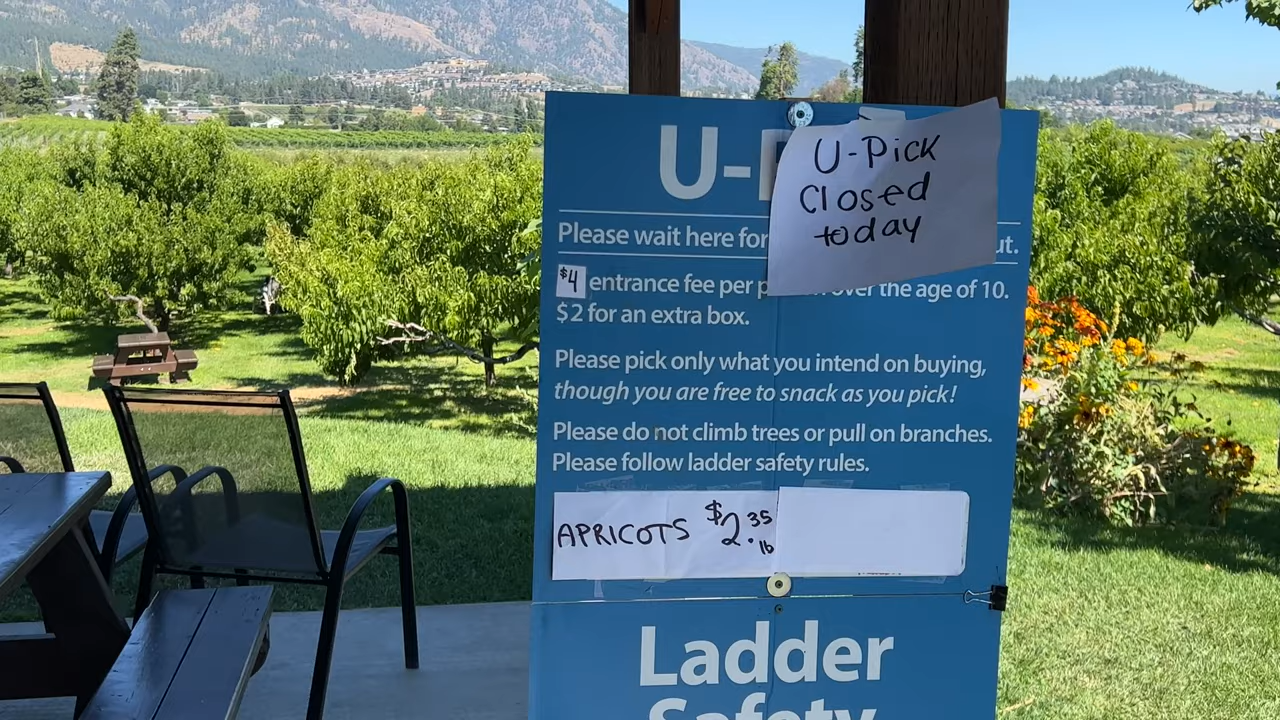 U-
U-Pick
Closed
today
Please wait here for
ut.
$4 entrance fee per over the age of 10.
$2 for an extra box.
Please pick only what you intend on buying,
though you are free to snack as you pick!
Please do not climb trees or pull on branches.
Please follow ladder safety rules.
APRICOTS $2.35 lb
Ladder
Safety